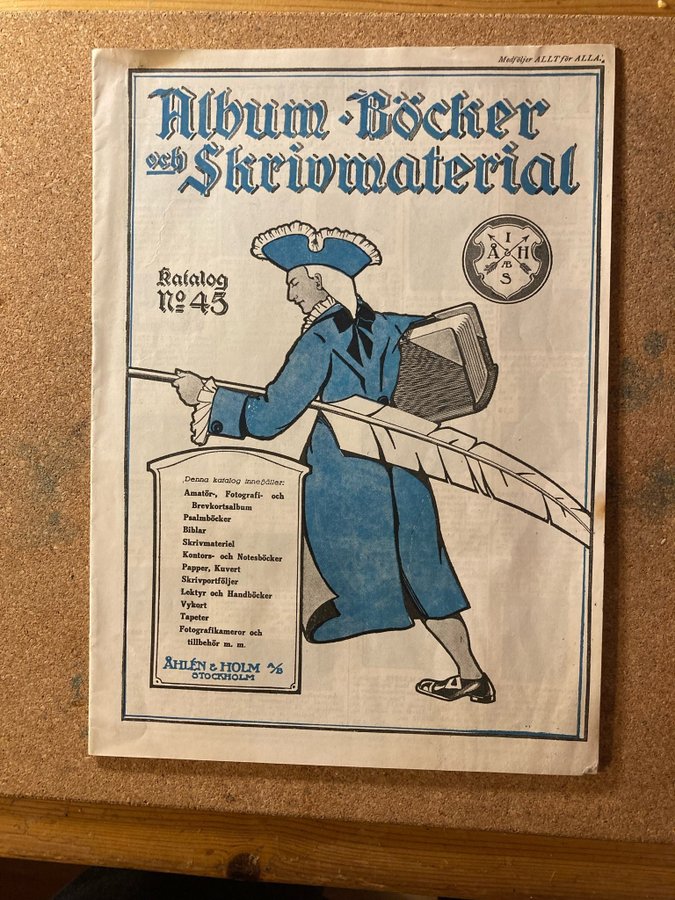 Medföljer ALLT för ALLA.
Album - Böcker
och Skrivmaterial
I
Å H
Æ
S
Katalog
No 45
Denna katalog innehåller:
Amatör-, Fotografi- och
Brevkortsalbum
Psalmböcker
Biblar
Skrivmateriel
Kontors- och Notesböcker
Papper, Kuvert
Skrivportföljer
Lektyr och Handböcker
Vykort
Tapeter
Fotografikameror och
tillbehör m. m.
ÅHLÉN & HOLM A/B
STOCKHOLM